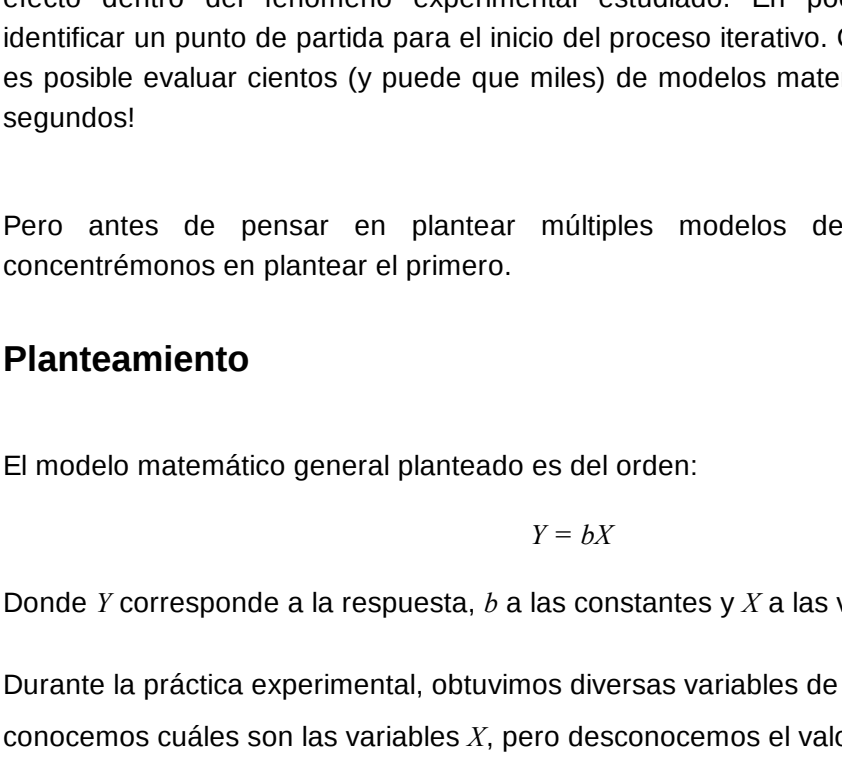 efecto dentro del fenómeno experimental estudiado. En
identificar un punto de partida para el inicio del proceso iterativo.
es posible evaluar cientos (y puede que miles) de modelos
segundos!
Pero antes de pensar en plantear múltiples modelos
concentrémonos en plantear el primero.
Planteamiento
El modelo matemático general planteado es del orden:
Y = bX
Donde Y corresponde a la respuesta, b a las constantes y X a las
Durante la práctica experimental, obtuvimos diversas variables de
conocemos cuáles son las variables X, pero desconocemos el